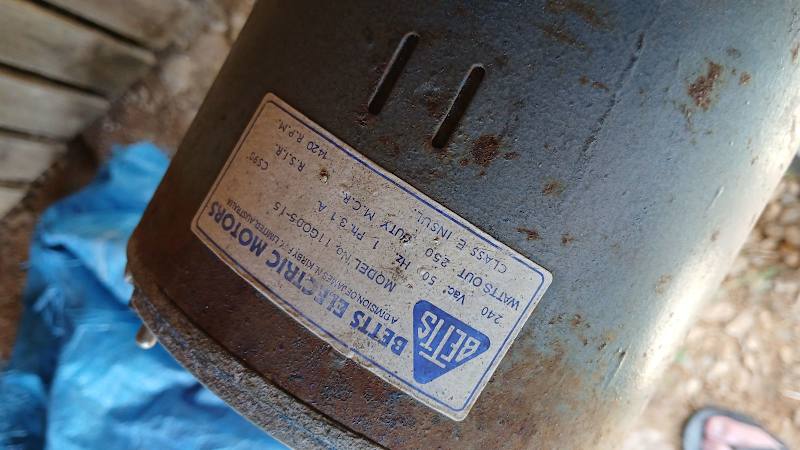 BETTS
BETTS ELECTRIC MOTORS
A DIVISION OF JAMES N. KIRBY PTY. LIMITED, AUSTRALIA
MODEL No. 11G005-15
240 Vac. 50 Hz. 1 Ph. 3.1 A. R.S.I.R.
WATTS OUT 250 DUTY M.C.R. 1420 R.P.M.
CLASS E INSUL.